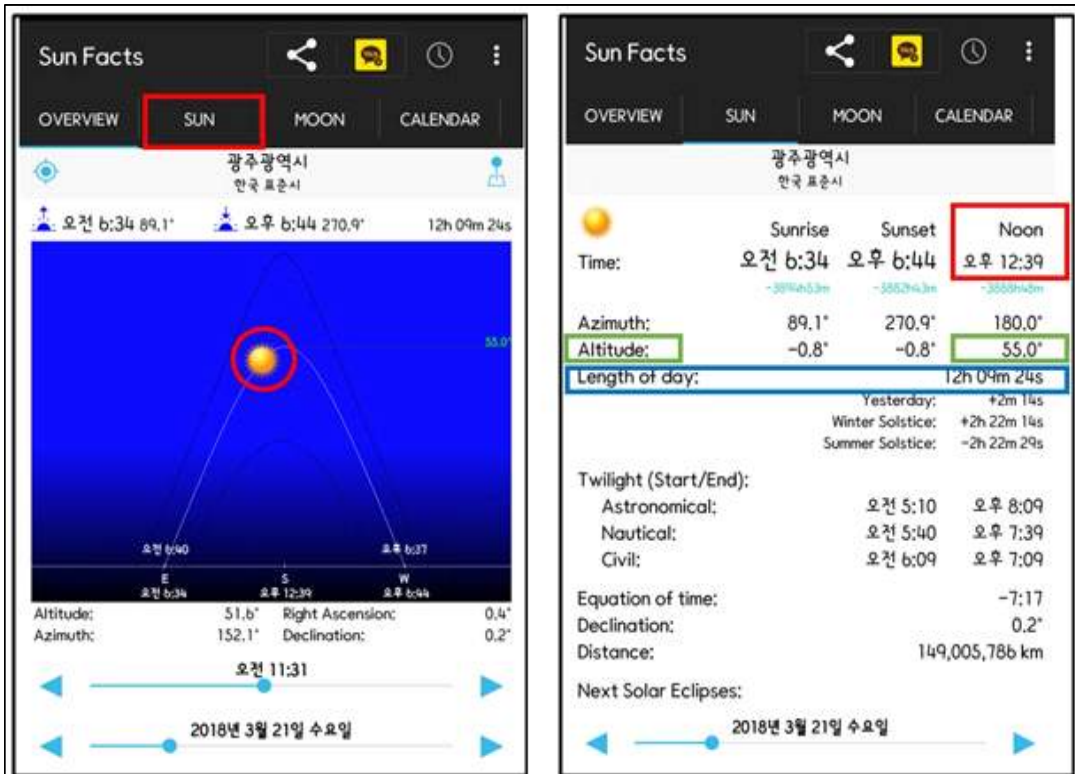 Sun Facts
OVERVIEW SUN MOON CALENDAR
광주광역시
한국 표준시
오전 6:34 89.1° 오후 6:44 270.9° 12h 09m 24s
55.0°
오전 6:40 오후 6:37
E S W
오전 6:34 오후 12:39 오후 6:44
Altitude: 51.6° Right Ascension: 0.4°
Azimuth: 152.1° Declination: 0.2°
오전 11:31
2018년 3월 21일 수요일
Sun Facts
OVERVIEW SUN MOON CALENDAR
광주광역시
한국 표준시
Sunrise Sunset Noon
Time: 오전 6:34 오후 6:44 오후 12:39
Azimuth: 89.1° 270.9° 180.0°
Altitude: -0.8° -0.8° 55.0°
Length of day: 12h 09m 24s
Yesterday: +2m 14s
Winter Solstice: +2h 22m 14s
Summer Solstice: -2h 22m 29s
Twilight (Start/End):
Astronomical: 오전 5:10 오후 8:09
Nautical: 오전 5:40 오후 7:39
Civil: 오전 6:09 오후 7:09
Equation of time: -7:17
Declination: 0.2°
Distance: 149,005,786 km
Next Solar Eclipses:
2018년 3월 21일 수요일